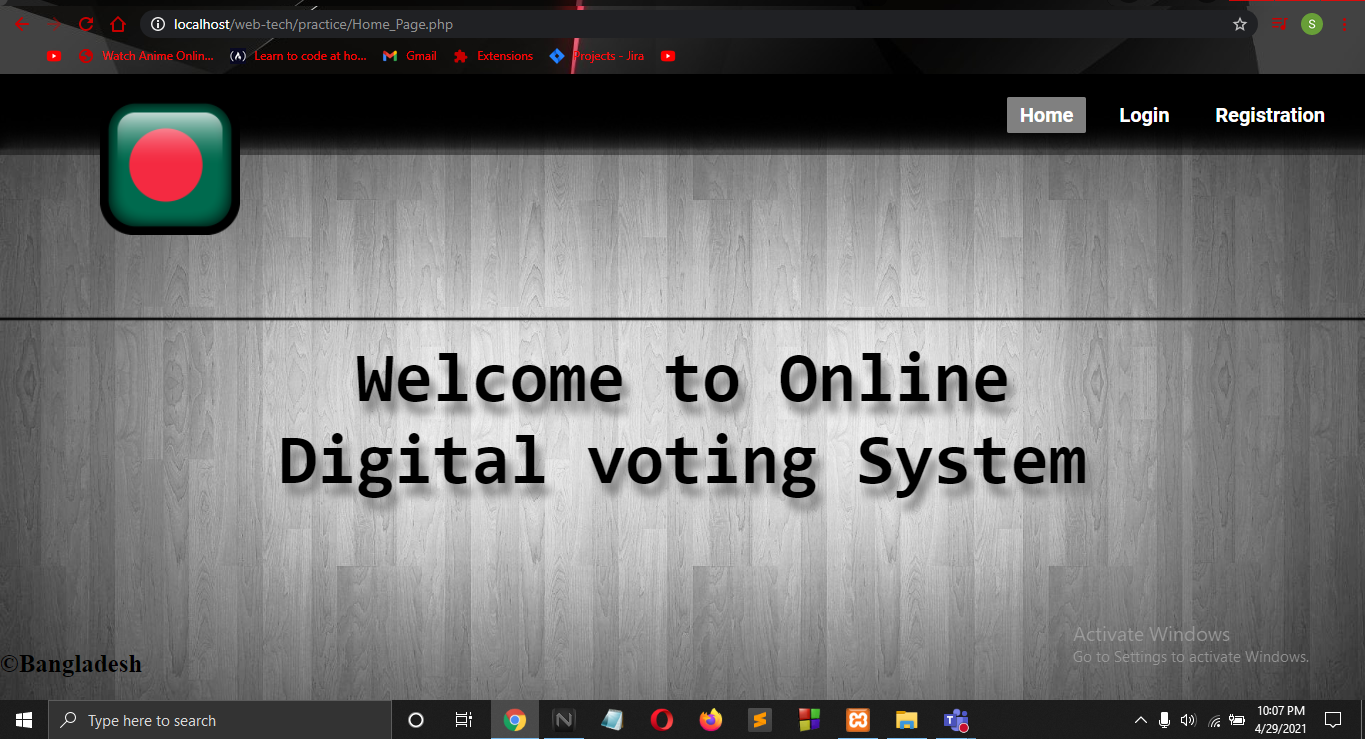 localhost/web-tech/practice/Home_Page.php
S
Watch Anime Onlin...
Learn to code at ho...
Gmail
Extensions
Projects - Jira
Home
Login
Registration
Welcome to Online
Digital voting System
Activate Windows
Go to Settings to activate Windows.
©Bangladesh
Type here to search
10:07 PM
4/29/2021